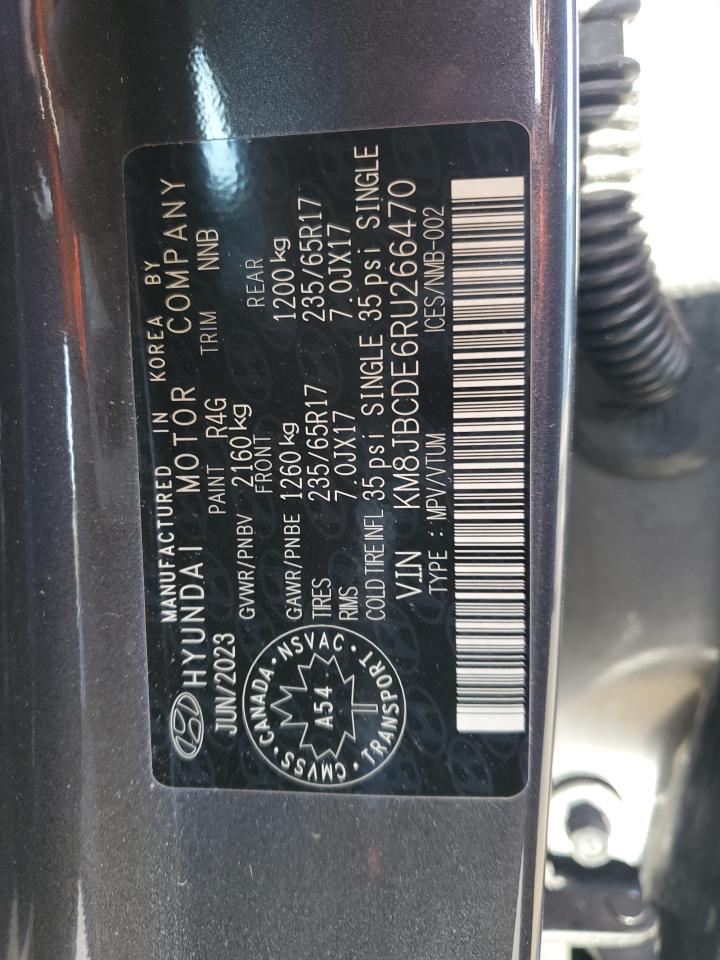 MANUFACTURED IN KOREA BY
HYUNDAI MOTOR COMPANY
JUN/2023 PAINT R4G TRIM NNB
GVWR/PNBV 2160 kg
FRONT REAR
GAWR/PNBE 1260 kg 1200 kg
TIRES 235/65R17 235/65R17
RIMS 7.0JX17 7.0JX17
COLD TIRE INFL 35 psi SINGLE 35 psi SINGLE
VIN KM8JBCDE6RU266470
TYPE : MPV/VTUM ICES/NMB-002
CMVSS · CANADA · NSVAC · TRANSPORT ·
A54